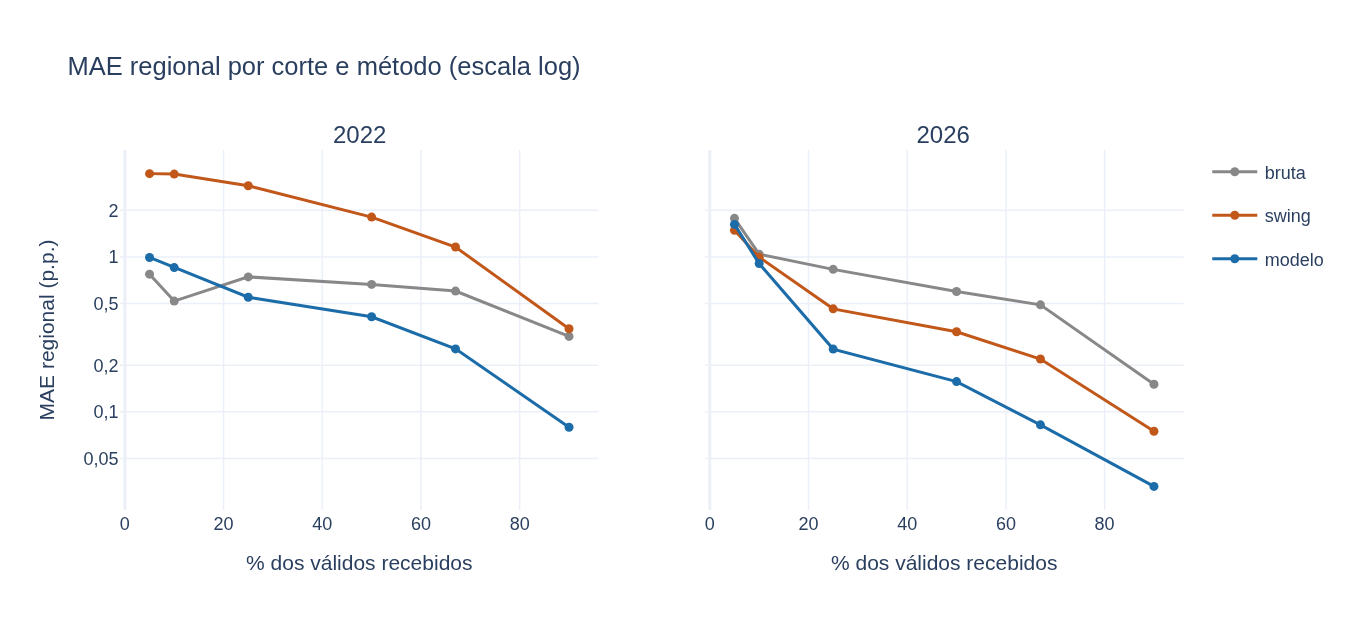 MAE regional por corte e método (escala log)
2022
2026
bruta
swing
modelo
MAE regional (p.p.)
2
1
0,5
0,2
0,1
0,05
0 20 40 60 80
0 20 40 60 80
% dos válidos recebidos
% dos válidos recebidos